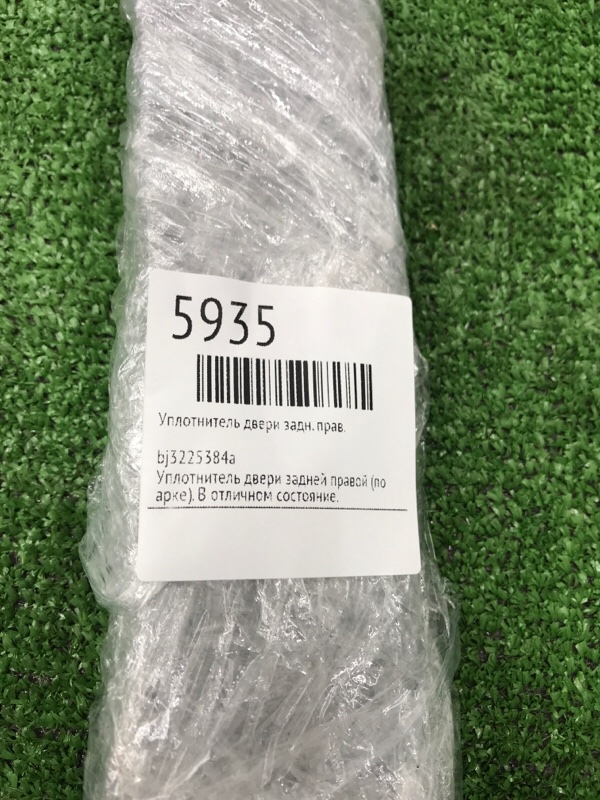 5935
Уплотнитель двери задн. прав.
bj3225384a
Уплотнитель двери задней правой (по
арке). В отличном состояние.